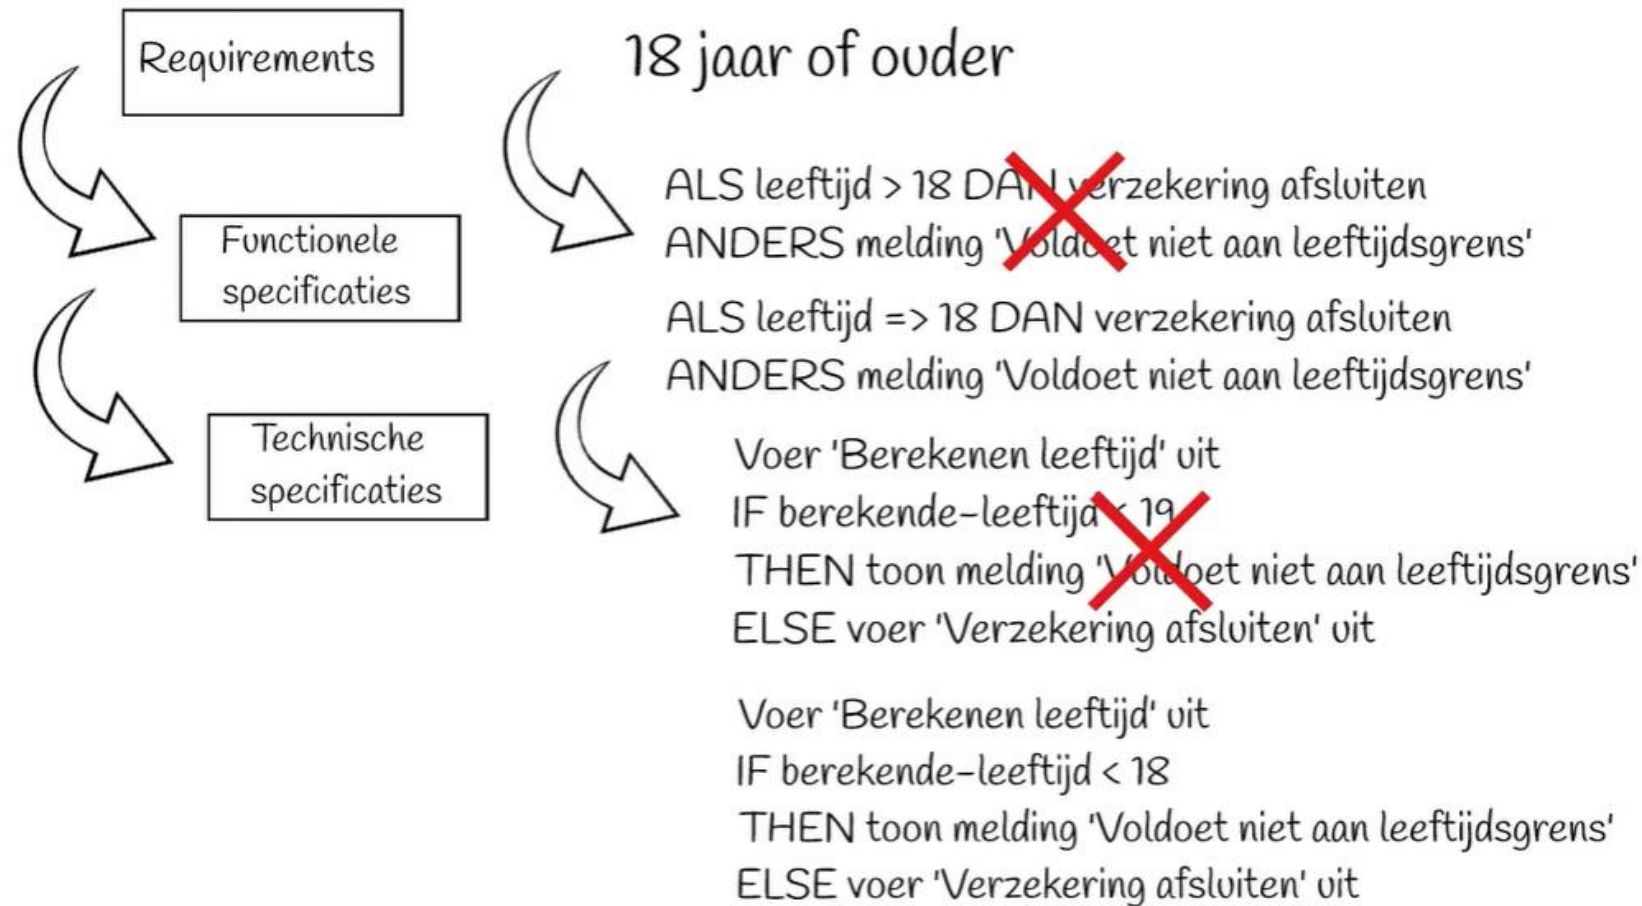 Requirements
18 jaar of ouder
ALS leeftijd > 18 DAN verzekering afsluiten
ANDERS melding 'Voldoet niet aan leeftijdsgrens'
Functionele
specificaties
ALS leeftijd => 18 DAN verzekering afsluiten
ANDERS melding 'Voldoet niet aan leeftijdsgrens'
Technische
specificaties
Voer 'Berekenen leeftijd' uit
IF berekende-leeftijd < 19
THEN toon melding 'Voldoet niet aan leeftijdsgrens'
ELSE voer 'Verzekering afsluiten' uit
Voer 'Berekenen leeftijd' uit
IF berekende-leeftijd < 18
THEN toon melding 'Voldoet niet aan leeftijdsgrens'
ELSE voer 'Verzekering afsluiten' uit